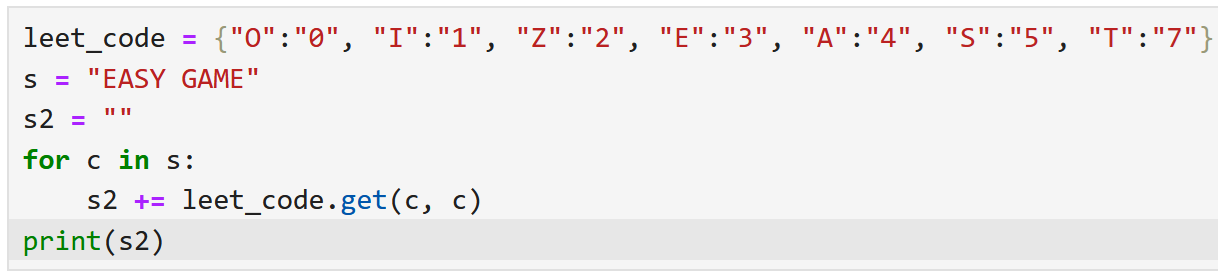 leet_code = {"O":"0", "I":"1", "Z":"2", "E":"3", "A":"4", "S":"5", "T":"7"}
s = "EASY GAME"
s2 = ""
for c in s:
    s2 += leet_code.get(c, c)
print(s2)